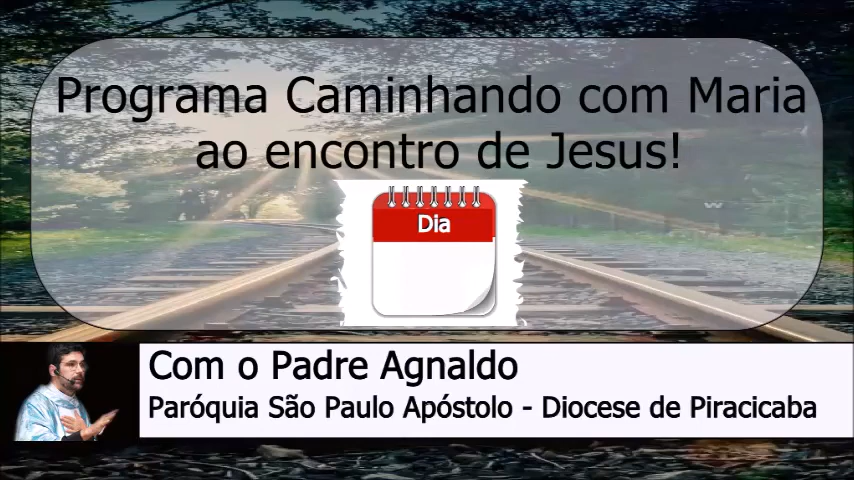 Programa Caminhando com Maria
ao encontro de Jesus!
Dia
Com o Padre Agnaldo
Paróquia São Paulo Apóstolo - Diocese de Piracicaba